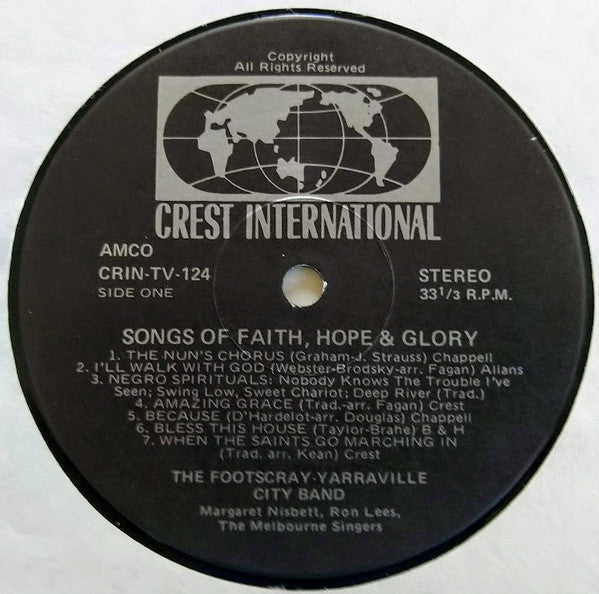 Copyright
All Rights Reserved
CREST INTERNATIONAL
AMCO
CRIN-TV-124
SIDE ONE
STEREO
33 1/3 R.P.M.
SONGS OF FAITH, HOPE & GLORY
1. THE NUN'S CHORUS (Graham-J. Strauss) Chappell
2. I'LL WALK WITH GOD (Webster-Brodsky-arr. Fagan) Allans
3. NEGRO SPIRITUALS: Nobody Knows The Trouble I've
Seen; Swing Low, Sweet Chariot; Deep River (Trad.)
4. AMAZING GRACE (Trad.-arr. Fagan) Crest
5. BECAUSE (D'Hardelot-arr. Douglas) Chappell
6. BLESS THIS HOUSE (Taylor-Brahe) B & H
7. WHEN THE SAINTS GO MARCHING IN
(Trad. arr. Kean) Crest
THE FOOTSCRAY-YARRAVILLE
CITY BAND
Margaret Nisbett, Ron Lees,
The Melbourne Singers